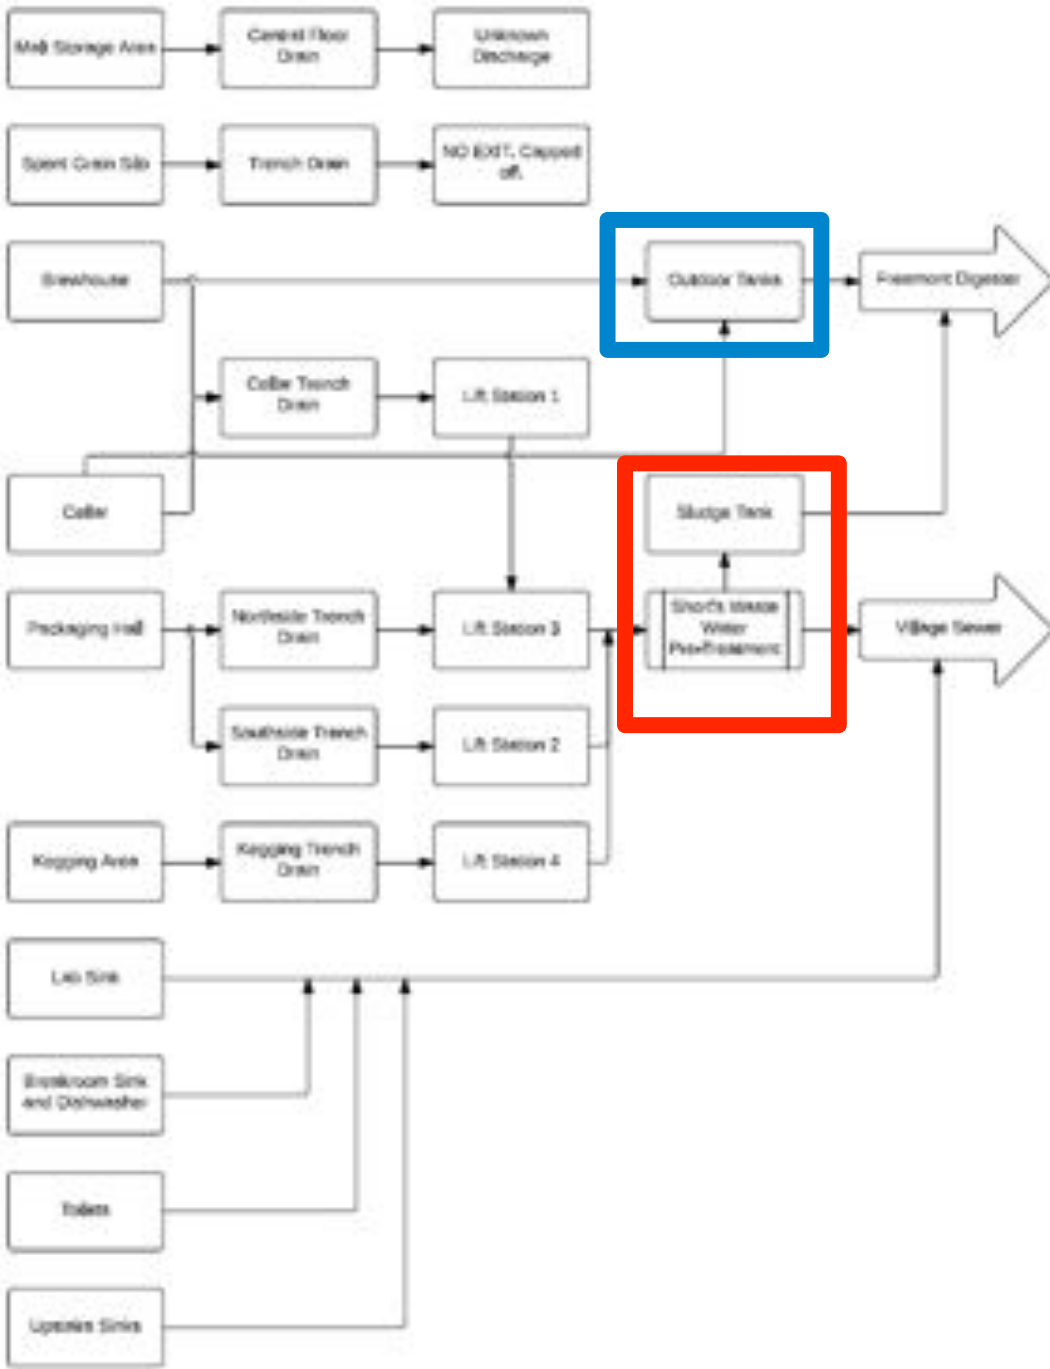 Malt Storage Area
Central Floor
Drain
Unknown
Discharge
Spent Grain Silo
Trench Drain
NO EXIT. Capped
off.
Brewhouse
Outdoor Tanks
Freemont Digester
Cellar Trench
Drain
Lift Station 1
Cellar
Sludge Tank
Packaging Hall
Northside Trench
Drain
Lift Station 3
Short's Waste
Water
Pre-Treatment
Village Sewer
Southside Trench
Drain
Lift Station 2
Kegging Area
Kegging Trench
Drain
Lift Station 4
Lab Sink
Breakroom Sink
and Dishwasher
Toilets
Upstairs Sinks